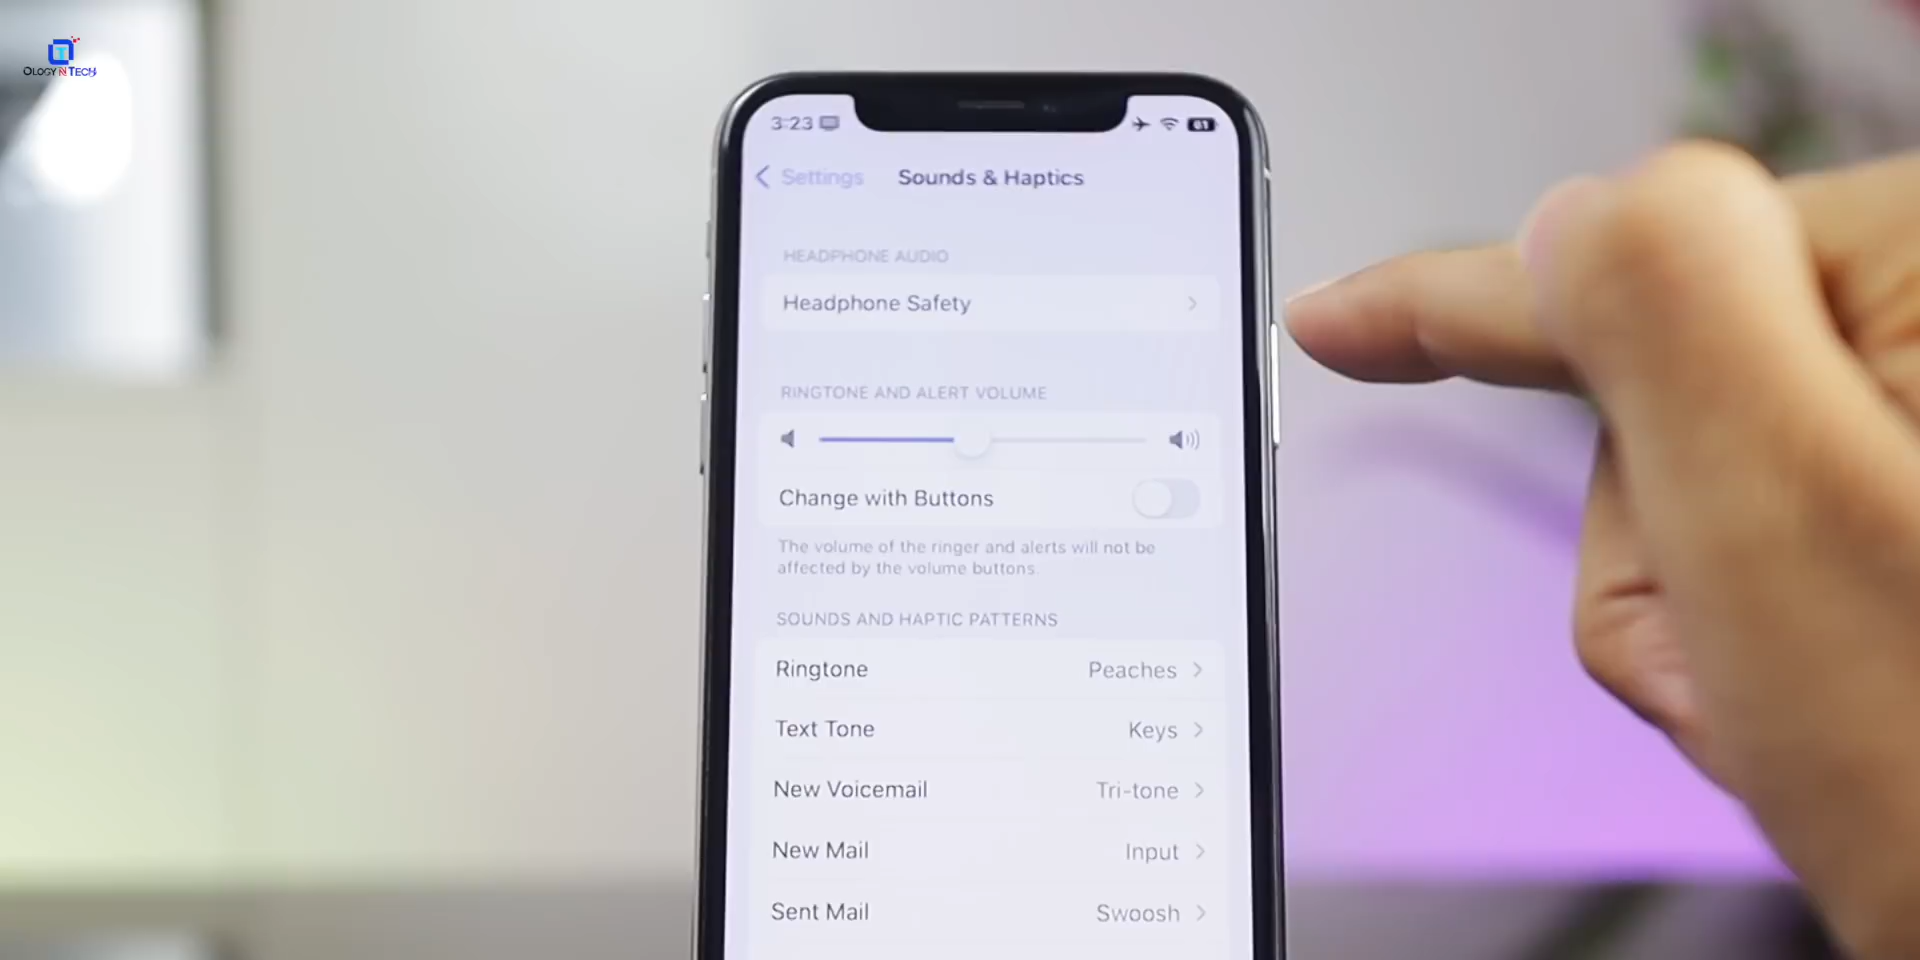 OLOGY N TECH
3:23
61
Settings
Sounds & Haptics
HEADPHONE AUDIO
Headphone Safety
RINGTONE AND ALERT VOLUME
Change with Buttons
The volume of the ringer and alerts will not be
affected by the volume buttons.
SOUNDS AND HAPTIC PATTERNS
Ringtone Peaches
Text Tone Keys
New Voicemail Tri-tone
New Mail Input
Sent Mail Swoosh